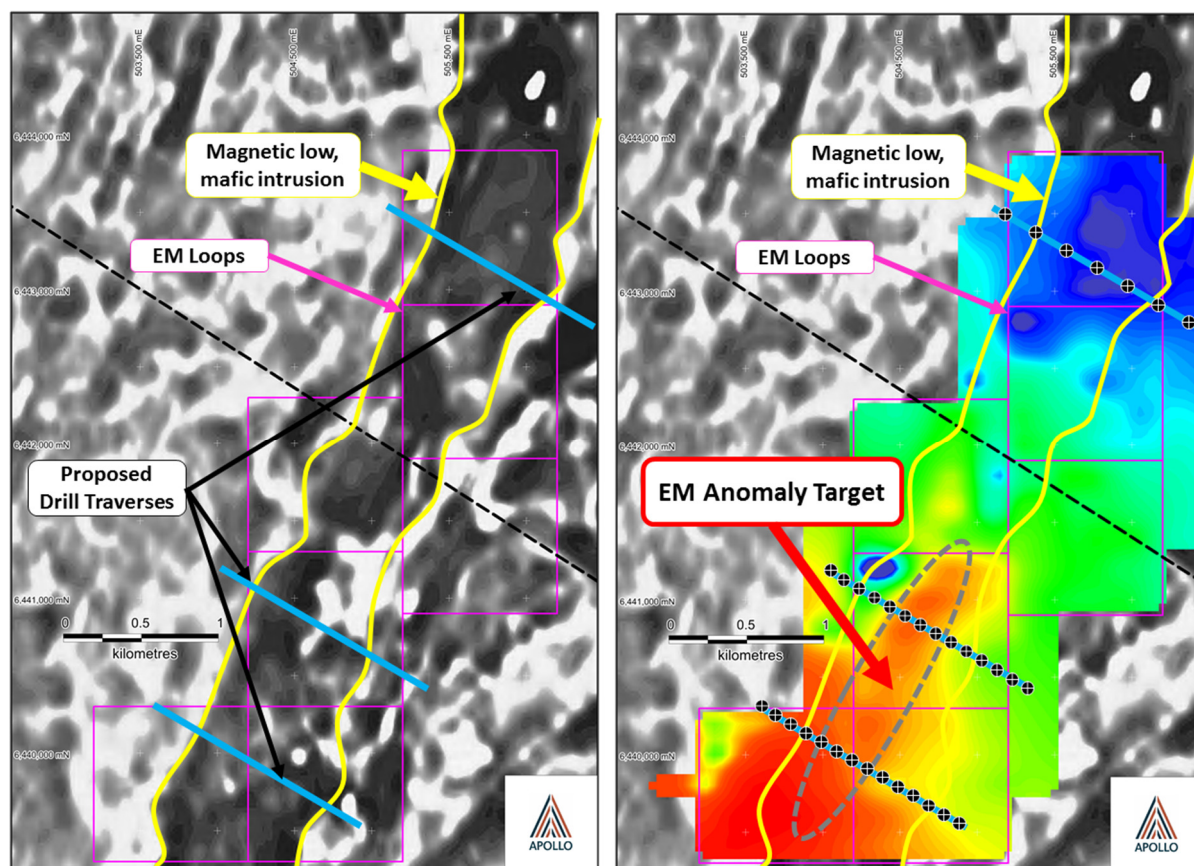 503,500 mE
504,500 mE
505,500 mE
6,444,000 mN
Magnetic low,
mafic intrusion
EM Loops
6,443,000 mN
6,442,000 mN
Proposed
Drill Traverses
6,441,000 mN
0
0.5
1
kilometres
6,440,000 mN
APOLLO
503,500 mE
504,500 mE
505,500 mE
6,444,000 mN
Magnetic low,
mafic intrusion
EM Loops
6,443,000 mN
6,442,000 mN
EM Anomaly Target
6,441,000 mN
0
0.5
1
kilometres
6,440,000 mN
APOLLO